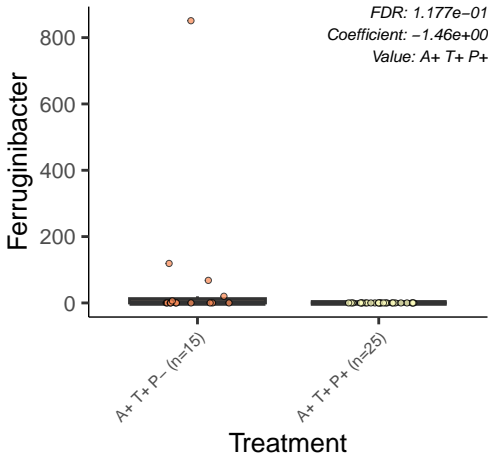 FDR: 1.177e−01
Coefficient: −1.46e+00
Value: A+ T+ P+
800
600
400
200
0
Ferruginibacter
A+ T+ P− (n=15)
A+ T+ P+ (n=25)
Treatment